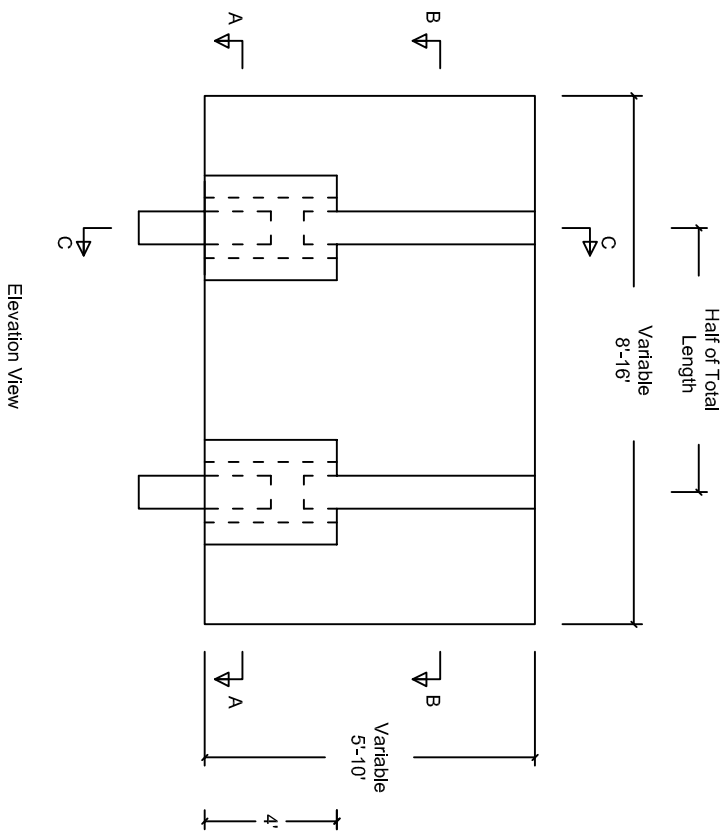 Half of Total
Length
Variable
8'-16'
C
B
B
Variable
5'-10'
4'
A
A
C
Elevation View